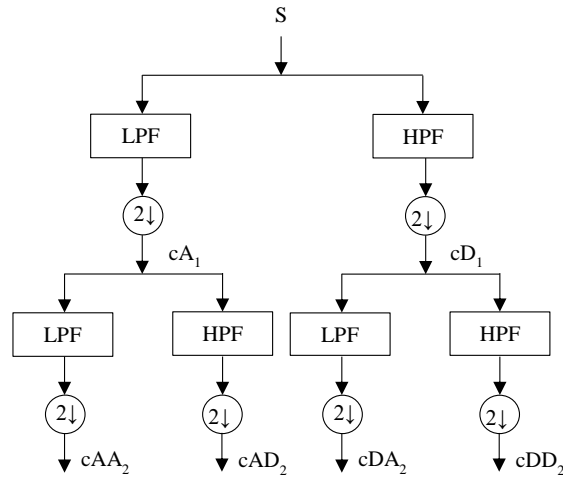 S
LPF HPF
2↓ 2↓
cA₁ cD₁
LPF HPF LPF HPF
2↓ 2↓ 2↓ 2↓
cAA₂ cAD₂ cDA₂ cDD₂